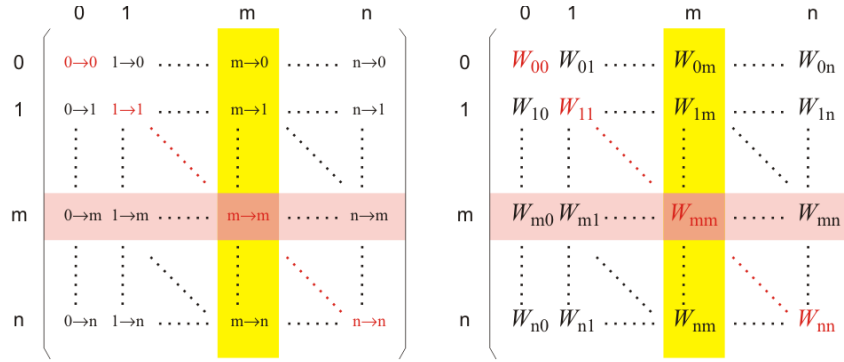 0 1 m n 0 1 m n
0 0→0 1→0 ...... m→0 ...... n→0 0 W00 W01 ...... W0m ...... W0n
1 0→1 1→1 ...... m→1 ...... n→1 1 W10 W11 ...... W1m ...... W1n
m 0→m 1→m ...... m→m ...... n→m m Wm0 Wm1 ...... Wmm ...... Wmn
n 0→n 1→n ...... m→n ...... n→n n Wn0 Wn1 ...... Wnm ...... Wnn